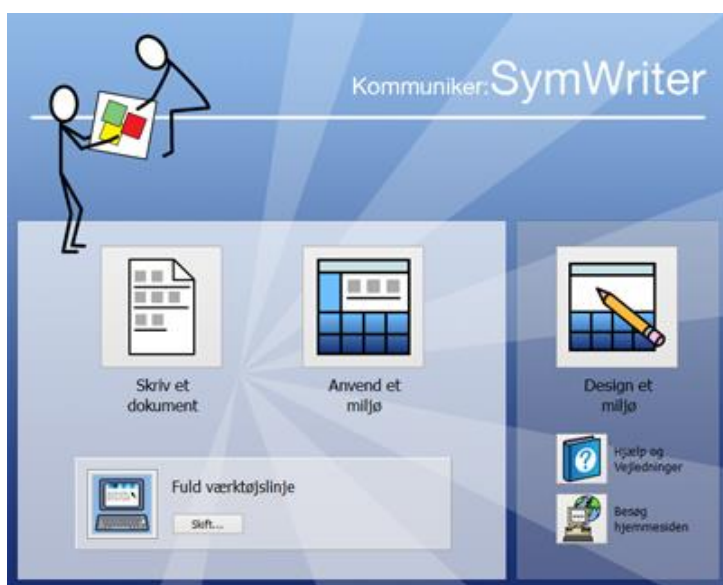 Kommuniker:SymWriter
Skriv et
dokument
Anvend et
miljø
Design et
miljø
Fuld værktøjslinje
Skift...
Hjælp og
Vejledninger
Besøg
hjemmesiden